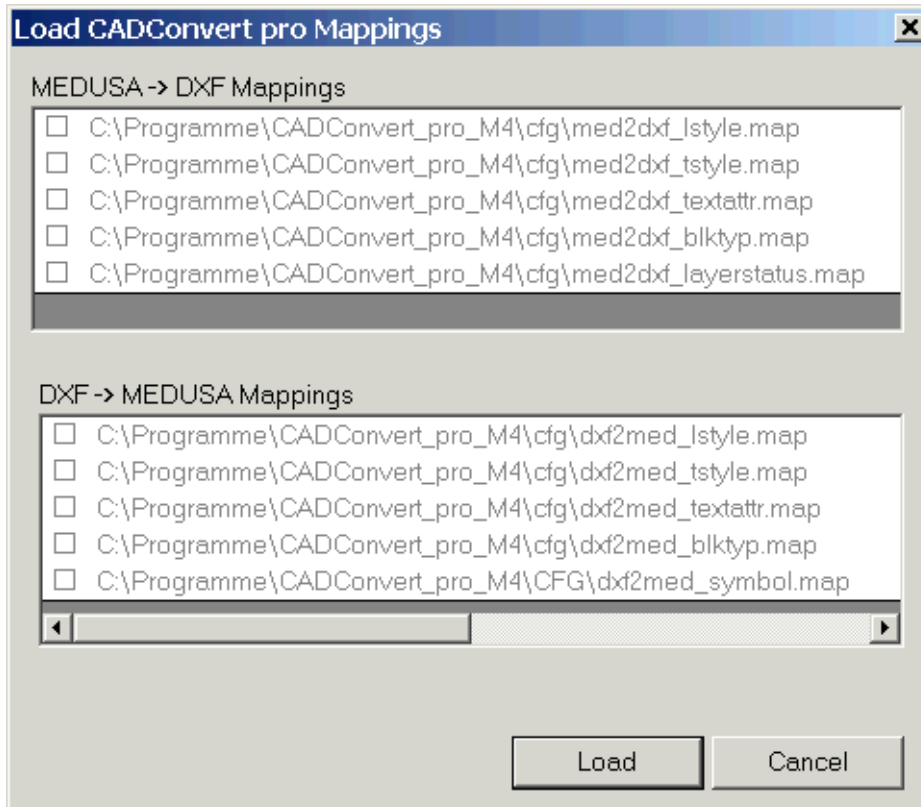 Load CADConvert pro Mappings
MEDUSA -> DXF Mappings
C:\Programme\CADConvert_pro_M4\cfg\med2dxf_lstyle.map
C:\Programme\CADConvert_pro_M4\cfg\med2dxf_tstyle.map
C:\Programme\CADConvert_pro_M4\cfg\med2dxf_textattr.map
C:\Programme\CADConvert_pro_M4\cfg\med2dxf_blktyp.map
C:\Programme\CADConvert_pro_M4\cfg\med2dxf_layerstatus.map
DXF -> MEDUSA Mappings
C:\Programme\CADConvert_pro_M4\cfg\dxf2med_lstyle.map
C:\Programme\CADConvert_pro_M4\cfg\dxf2med_tstyle.map
C:\Programme\CADConvert_pro_M4\cfg\dxf2med_textattr.map
C:\Programme\CADConvert_pro_M4\cfg\dxf2med_blktyp.map
C:\Programme\CADConvert_pro_M4\CFG\dxf2med_symbol.map
Load Cancel